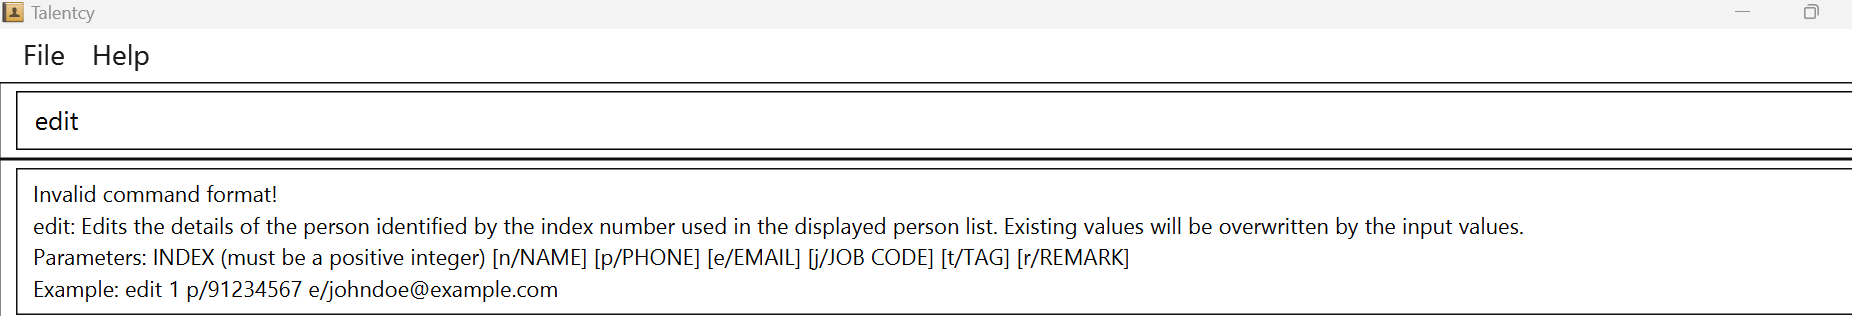 Talentcy
File Help
edit
Invalid command format!
edit: Edits the details of the person identified by the index number used in the displayed person list. Existing values will be overwritten by the input values.
Parameters: INDEX (must be a positive integer) [n/NAME] [p/PHONE] [e/EMAIL] [j/JOB CODE] [t/TAG] [r/REMARK]
Example: edit 1 p/91234567 e/johndoe@example.com